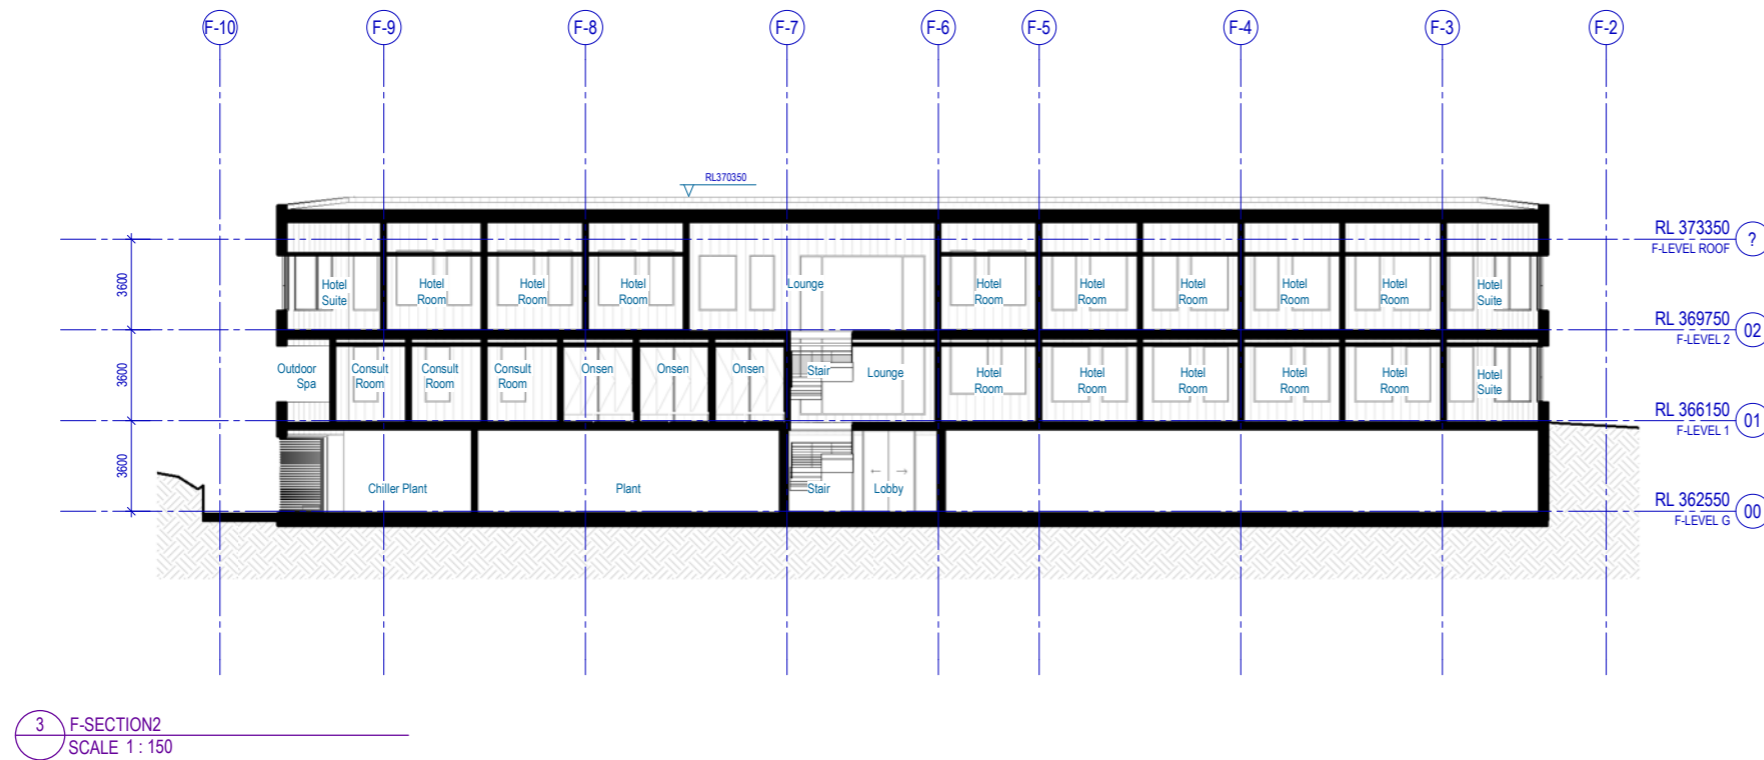 F-10 F-9 F-8 F-7 F-6 F-5 F-4 F-3 F-2
RL370350
RL 373350
F-LEVEL ROOF
?
3600
Hotel Suite
Hotel Room
Hotel Room
Hotel Room
Lounge
Hotel Room
Hotel Room
Hotel Room
Hotel Room
Hotel Room
Hotel Suite
RL 369750
F-LEVEL 2
02
3600
Outdoor Spa
Consult Room
Consult Room
Consult Room
Onsen
Onsen
Onsen
Stair
Lounge
Hotel Room
Hotel Room
Hotel Room
Hotel Room
Hotel Room
Hotel Suite
RL 366150
F-LEVEL 1
01
3600
Chiller Plant
Plant
Stair
Lobby
RL 362550
F-LEVEL G
00
3 F-SECTION2
SCALE 1 : 150